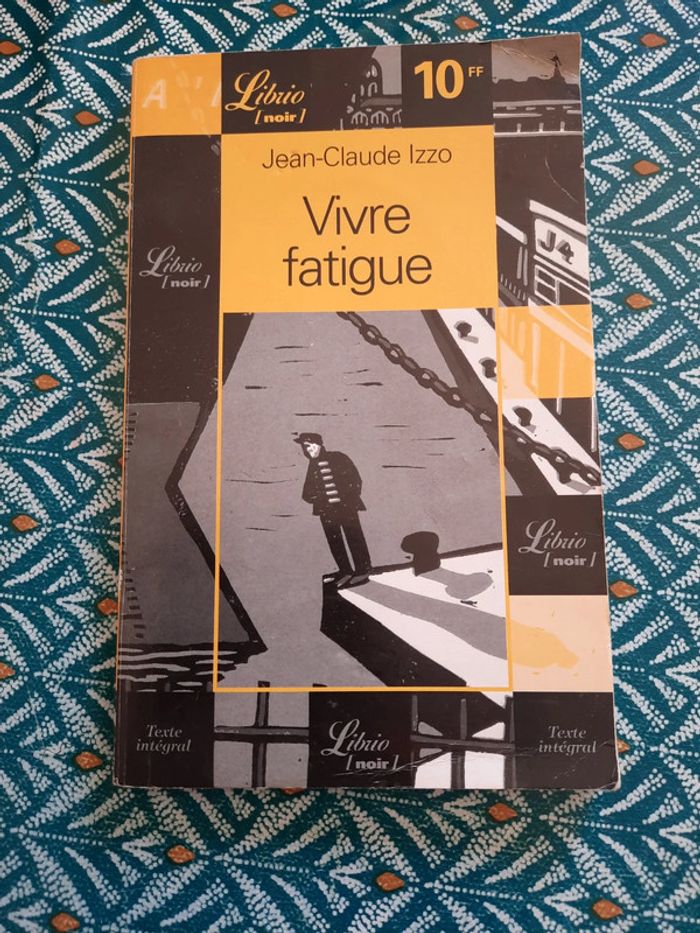 Librio
[noir]
10 FF
Jean-Claude Izzo
Vivre
fatigue
J4
Librio
[noir]
Librio
[noir]
Texte
intégral
Librio
[noir]
Texte
intégral